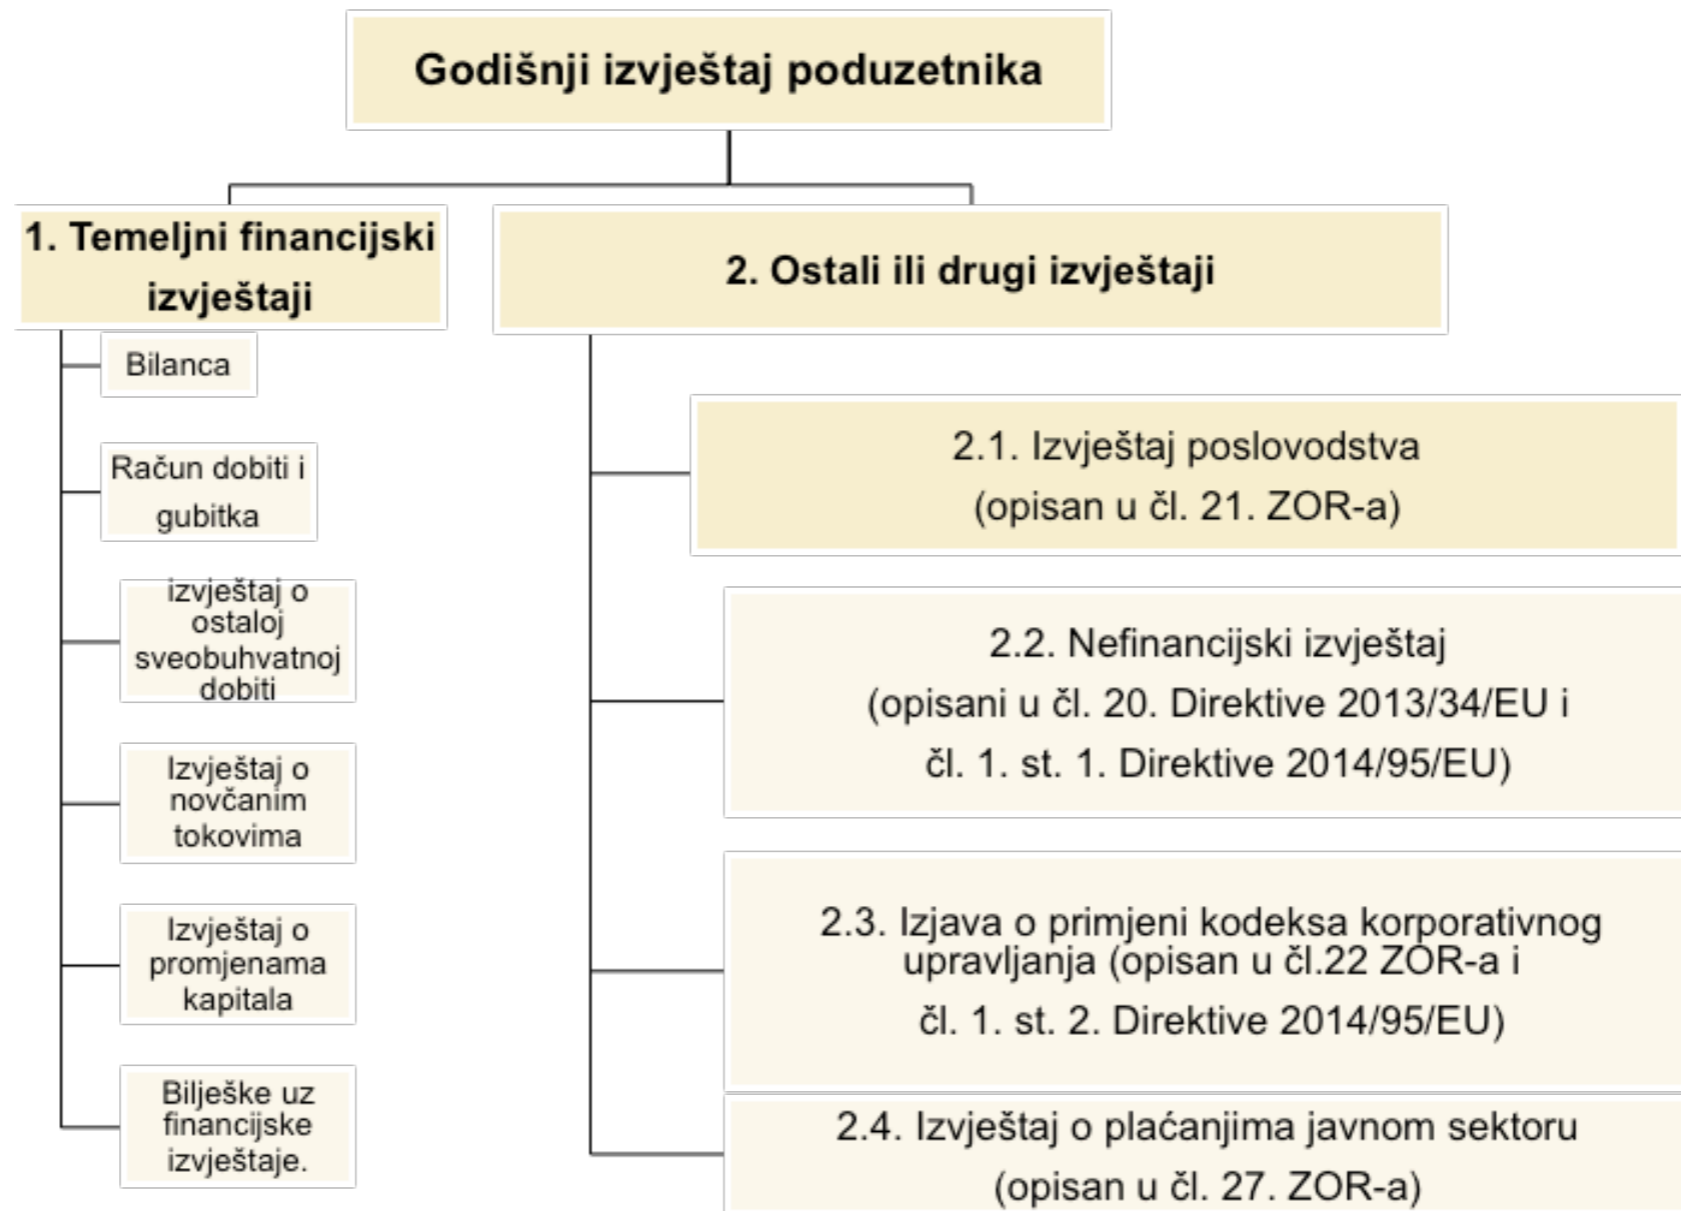 Godišnji izvještaj poduzetnika
1. Temeljni financijski
izvještaji
Bilanca
Račun dobiti i
gubitka
izvještaj o
ostaloj
sveobuhvatnoj
dobiti
Izvještaj o
novčanim
tokovima
Izvještaj o
promjenama
kapitala
Bilješke uz
financijske
izvještaje.
2. Ostali ili drugi izvještaji
2.1. Izvještaj poslovodstva
(opisan u čl. 21. ZOR-a)
2.2. Nefinancijski izvještaj
(opisani u čl. 20. Direktive 2013/34/EU i
čl. 1. st. 1. Direktive 2014/95/EU)
2.3. Izjava o primjeni kodeksa korporativnog
upravljanja (opisan u čl.22 ZOR-a i
čl. 1. st. 2. Direktive 2014/95/EU)
2.4. Izvještaj o plaćanjima javnom sektoru
(opisan u čl. 27. ZOR-a)